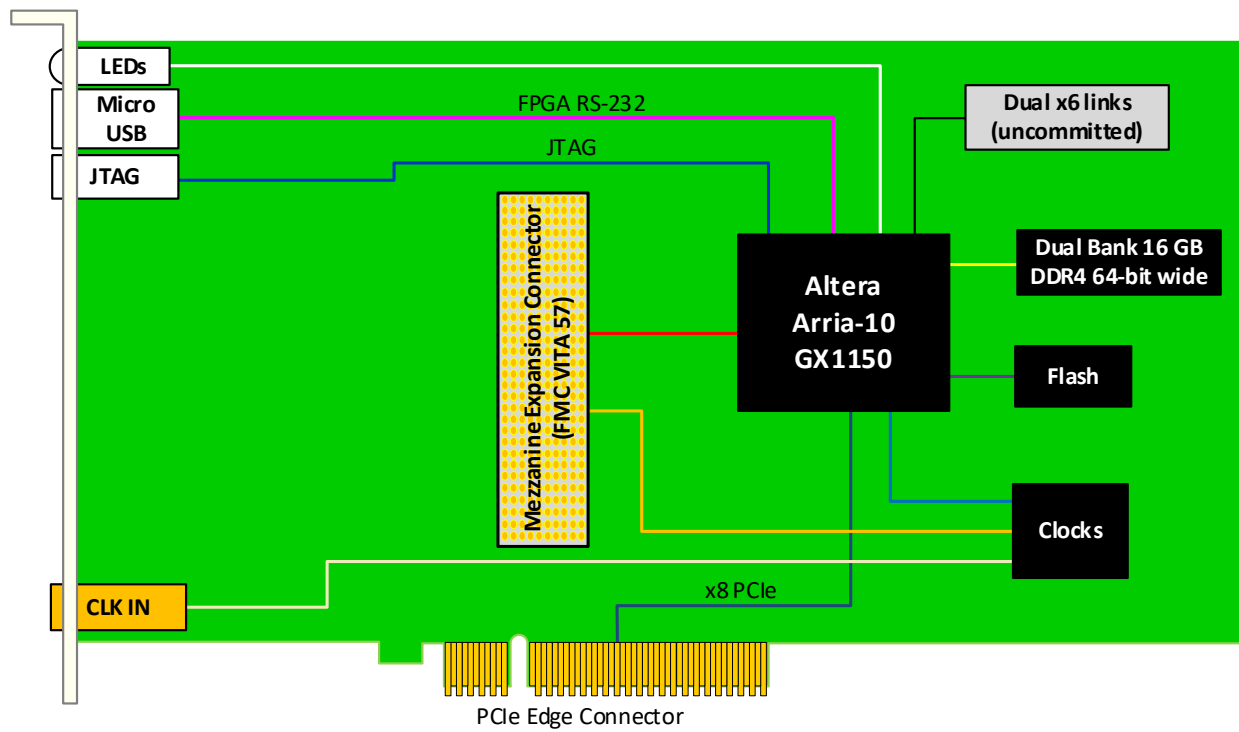 LEDs
Micro
USB
JTAG
FPGA RS-232
JTAG
Dual x6 links
(uncommitted)
Mezzanine Expansion Connector
(FMC VITA 57)
Altera
Arria-10
GX1150
Dual Bank 16 GB
DDR4 64-bit wide
Flash
Clocks
CLK IN
x8 PCIe
PCIe Edge Connector